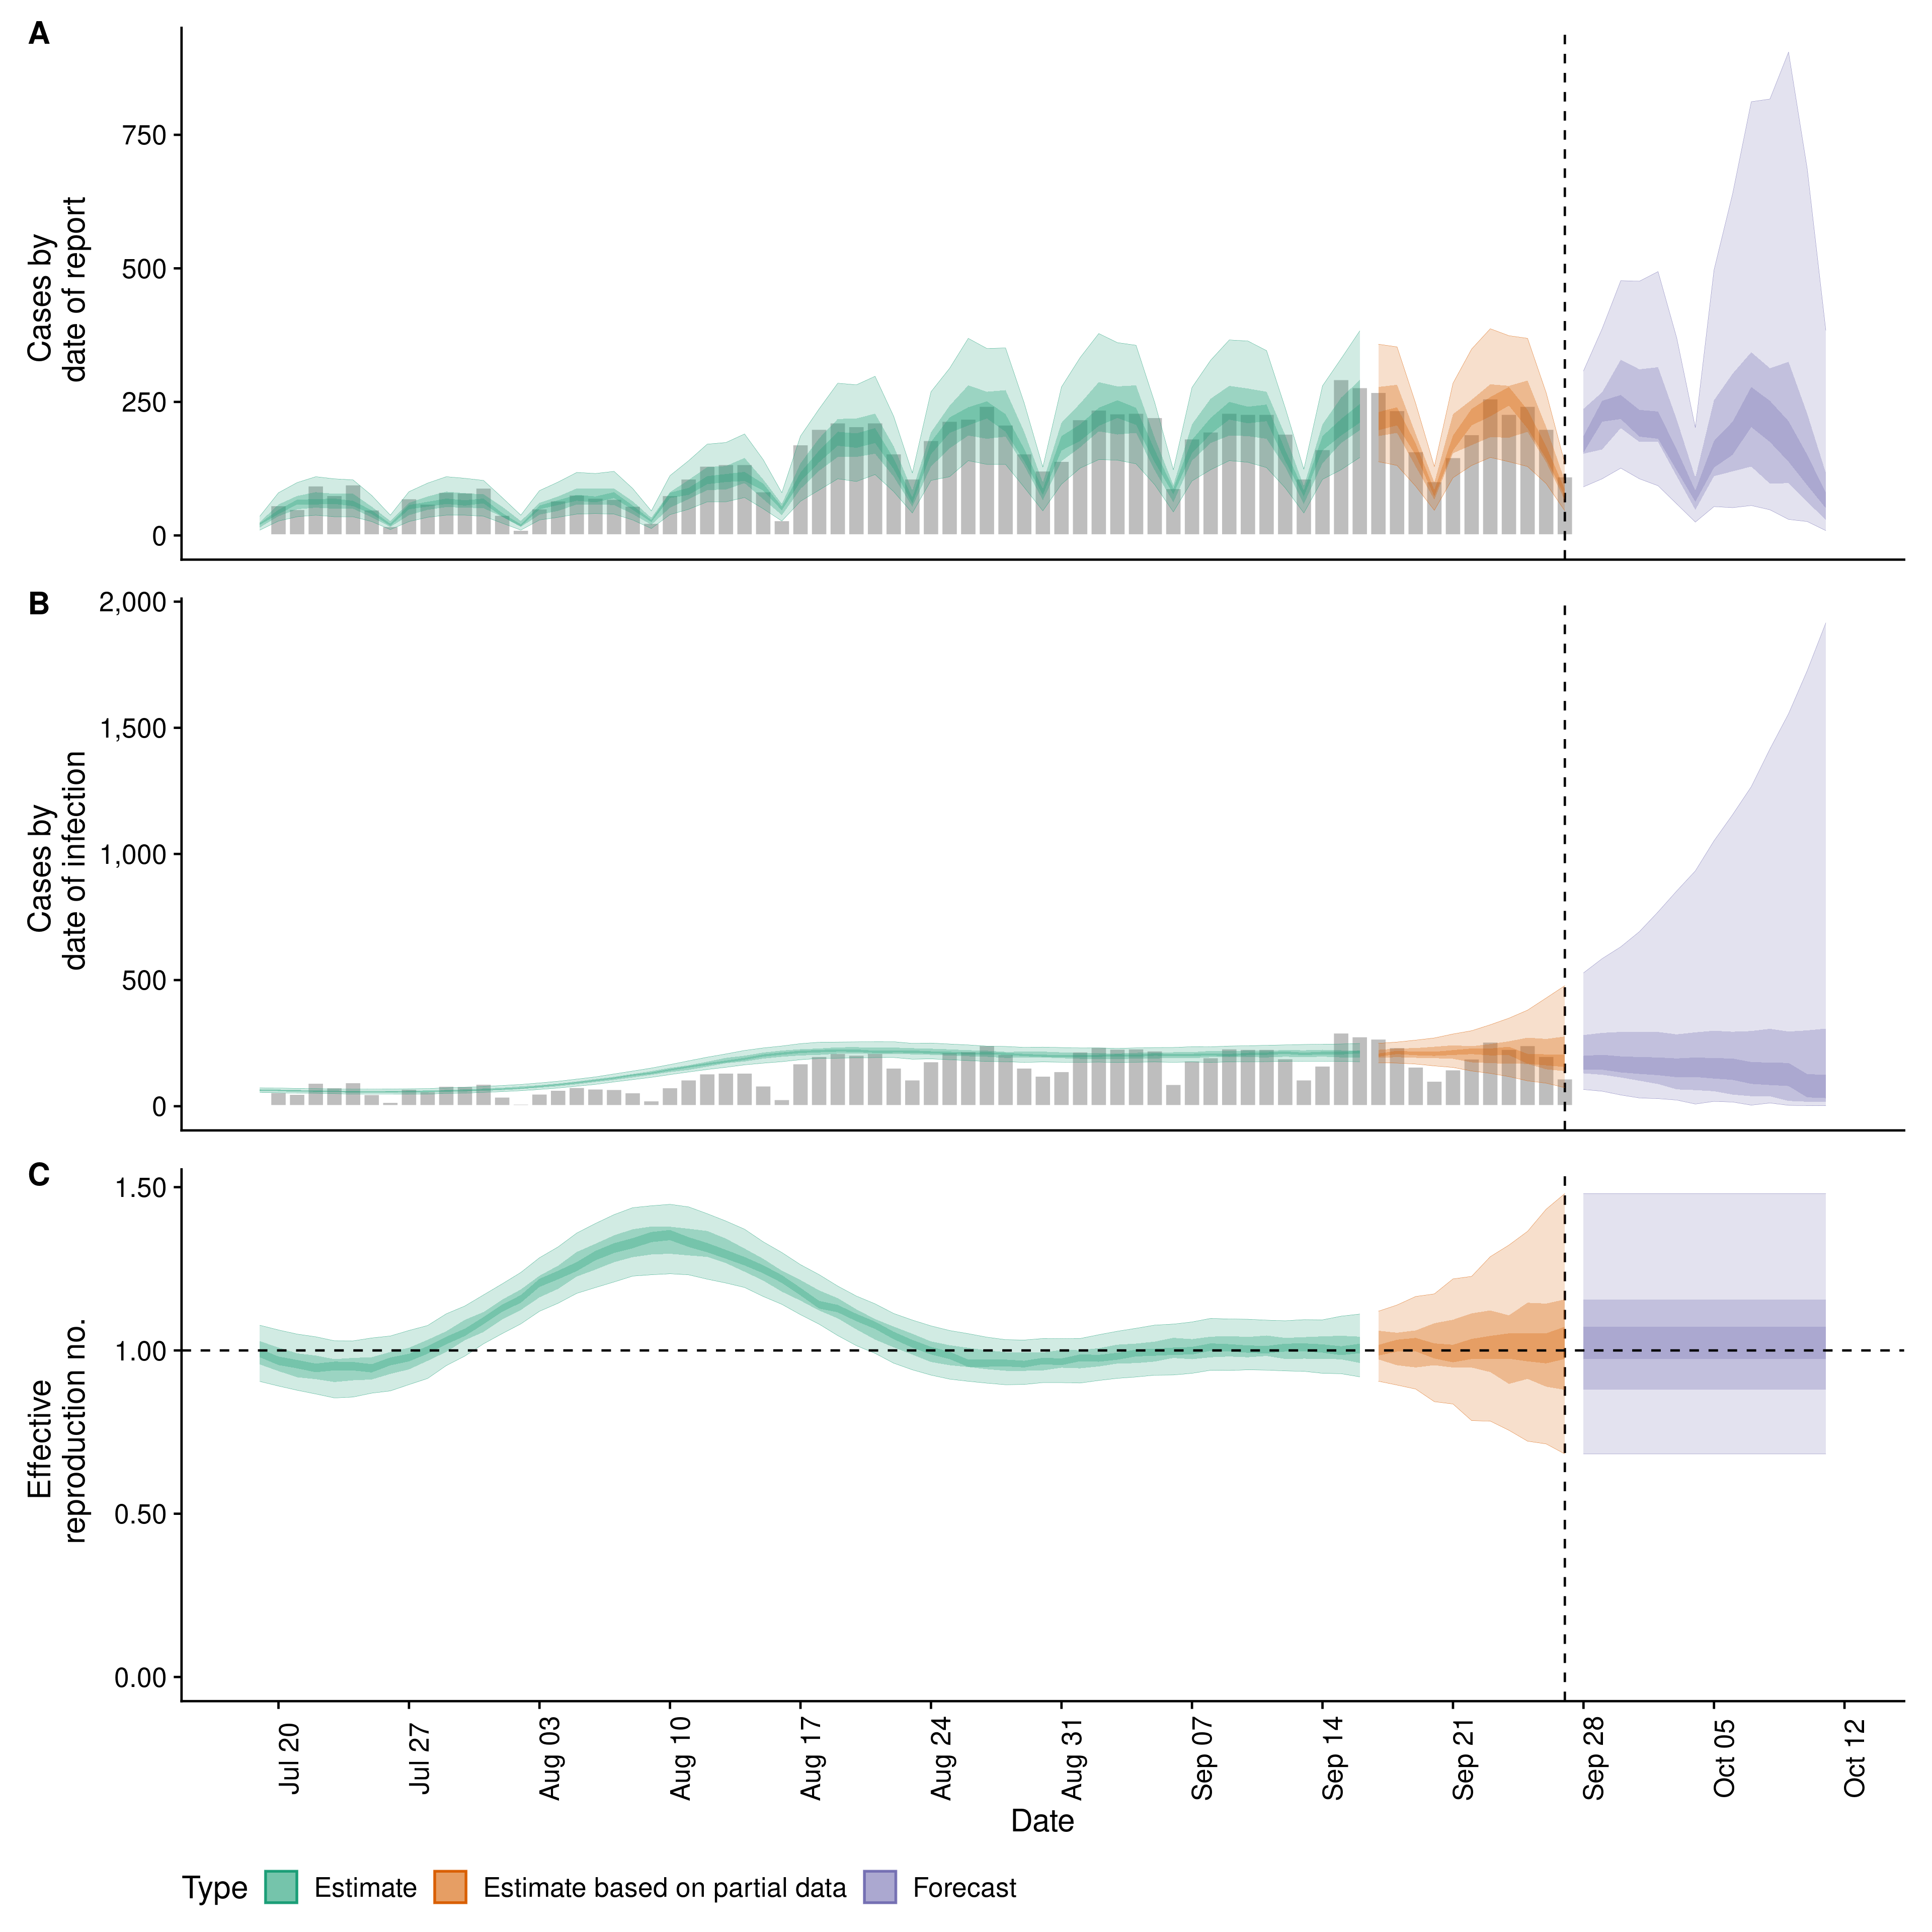 A
Cases by
date of report
750
500
250
0
B
Cases by
date of infection
2,000
1,500
1,000
500
0
C
Effective
reproduction no.
1.50
1.00
0.50
0.00
Jul 20
Jul 27
Aug 03
Aug 10
Aug 17
Aug 24
Aug 31
Sep 07
Sep 14
Sep 21
Sep 28
Oct 05
Oct 12
Date
Type
Estimate
Estimate based on partial data
Forecast